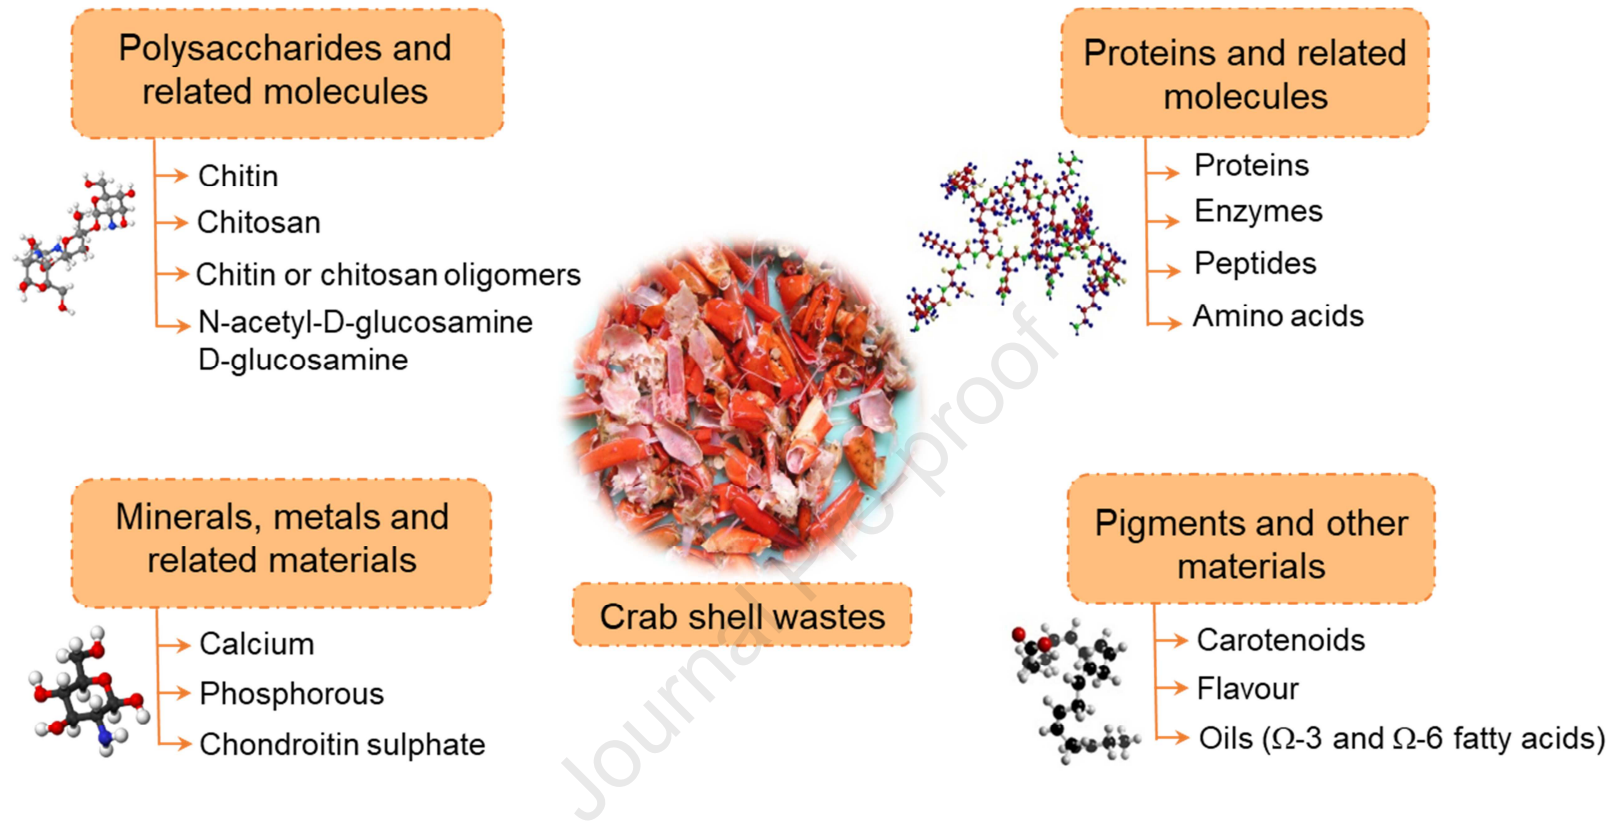 Polysaccharides and
related molecules
Chitin
Chitosan
Chitin or chitosan oligomers
N-acetyl-D-glucosamine
D-glucosamine
Proteins and related
molecules
Proteins
Enzymes
Peptides
Amino acids
Minerals, metals and
related materials
Calcium
Phosphorous
Chondroitin sulphate
Crab shell wastes
Pigments and other
materials
Carotenoids
Flavour
Oils (Ω-3 and Ω-6 fatty acids)
Journal Pre-proof